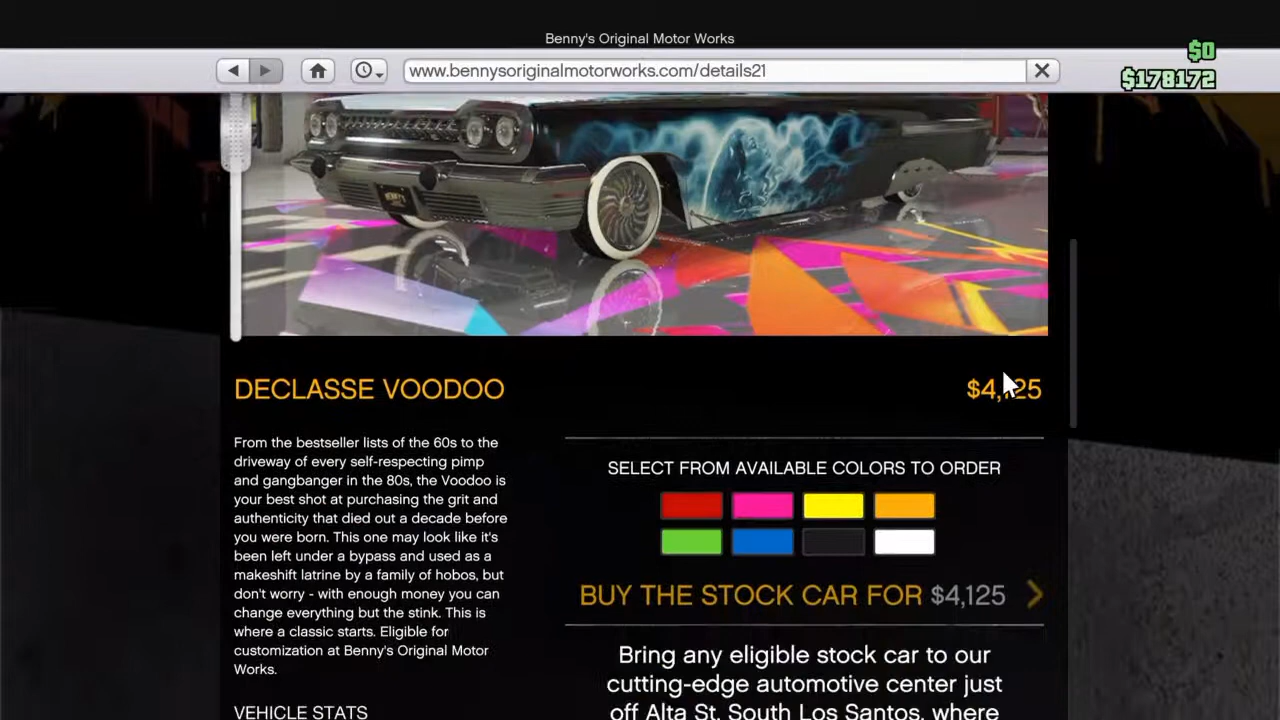 Benny's Original Motor Works
$0
www.bennysoriginalmotorworks.com/details21
$178172
BENNY'S
DECLASSE VOODOO
$4,125
From the bestseller lists of the 60s to the
driveway of every self-respecting pimp
and gangbanger in the 80s, the Voodoo is
your best shot at purchasing the grit and
authenticity that died out a decade before
you were born. This one may look like it's
been left under a bypass and used as a
makeshift latrine by a family of hobos, but
don't worry - with enough money you can
change everything but the stink. This is
where a classic starts. Eligible for
customization at Benny's Original Motor
Works.
VEHICLE STATS
SELECT FROM AVAILABLE COLORS TO ORDER
BUY THE STOCK CAR FOR $4,125
Bring any eligible stock car to our
cutting-edge automotive center just
off Alta St, South Los Santos, where